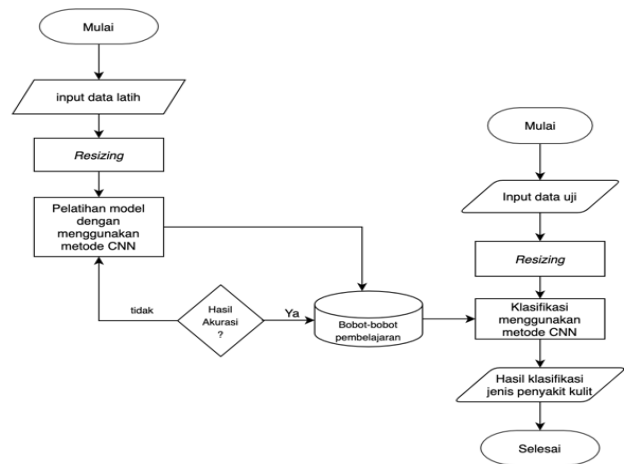 Mulai
input data latih
Resizing
Pelatihan model
dengan
menggunakan
metode CNN
tidak
Hasil
Akurasi
?
Ya
Bobot-bobot
pembelajaran
Mulai
Input data uji
Resizing
Klasifikasi
menggunakan
metode CNN
Hasil klasifikasi
jenis penyakit kulit
Selesai